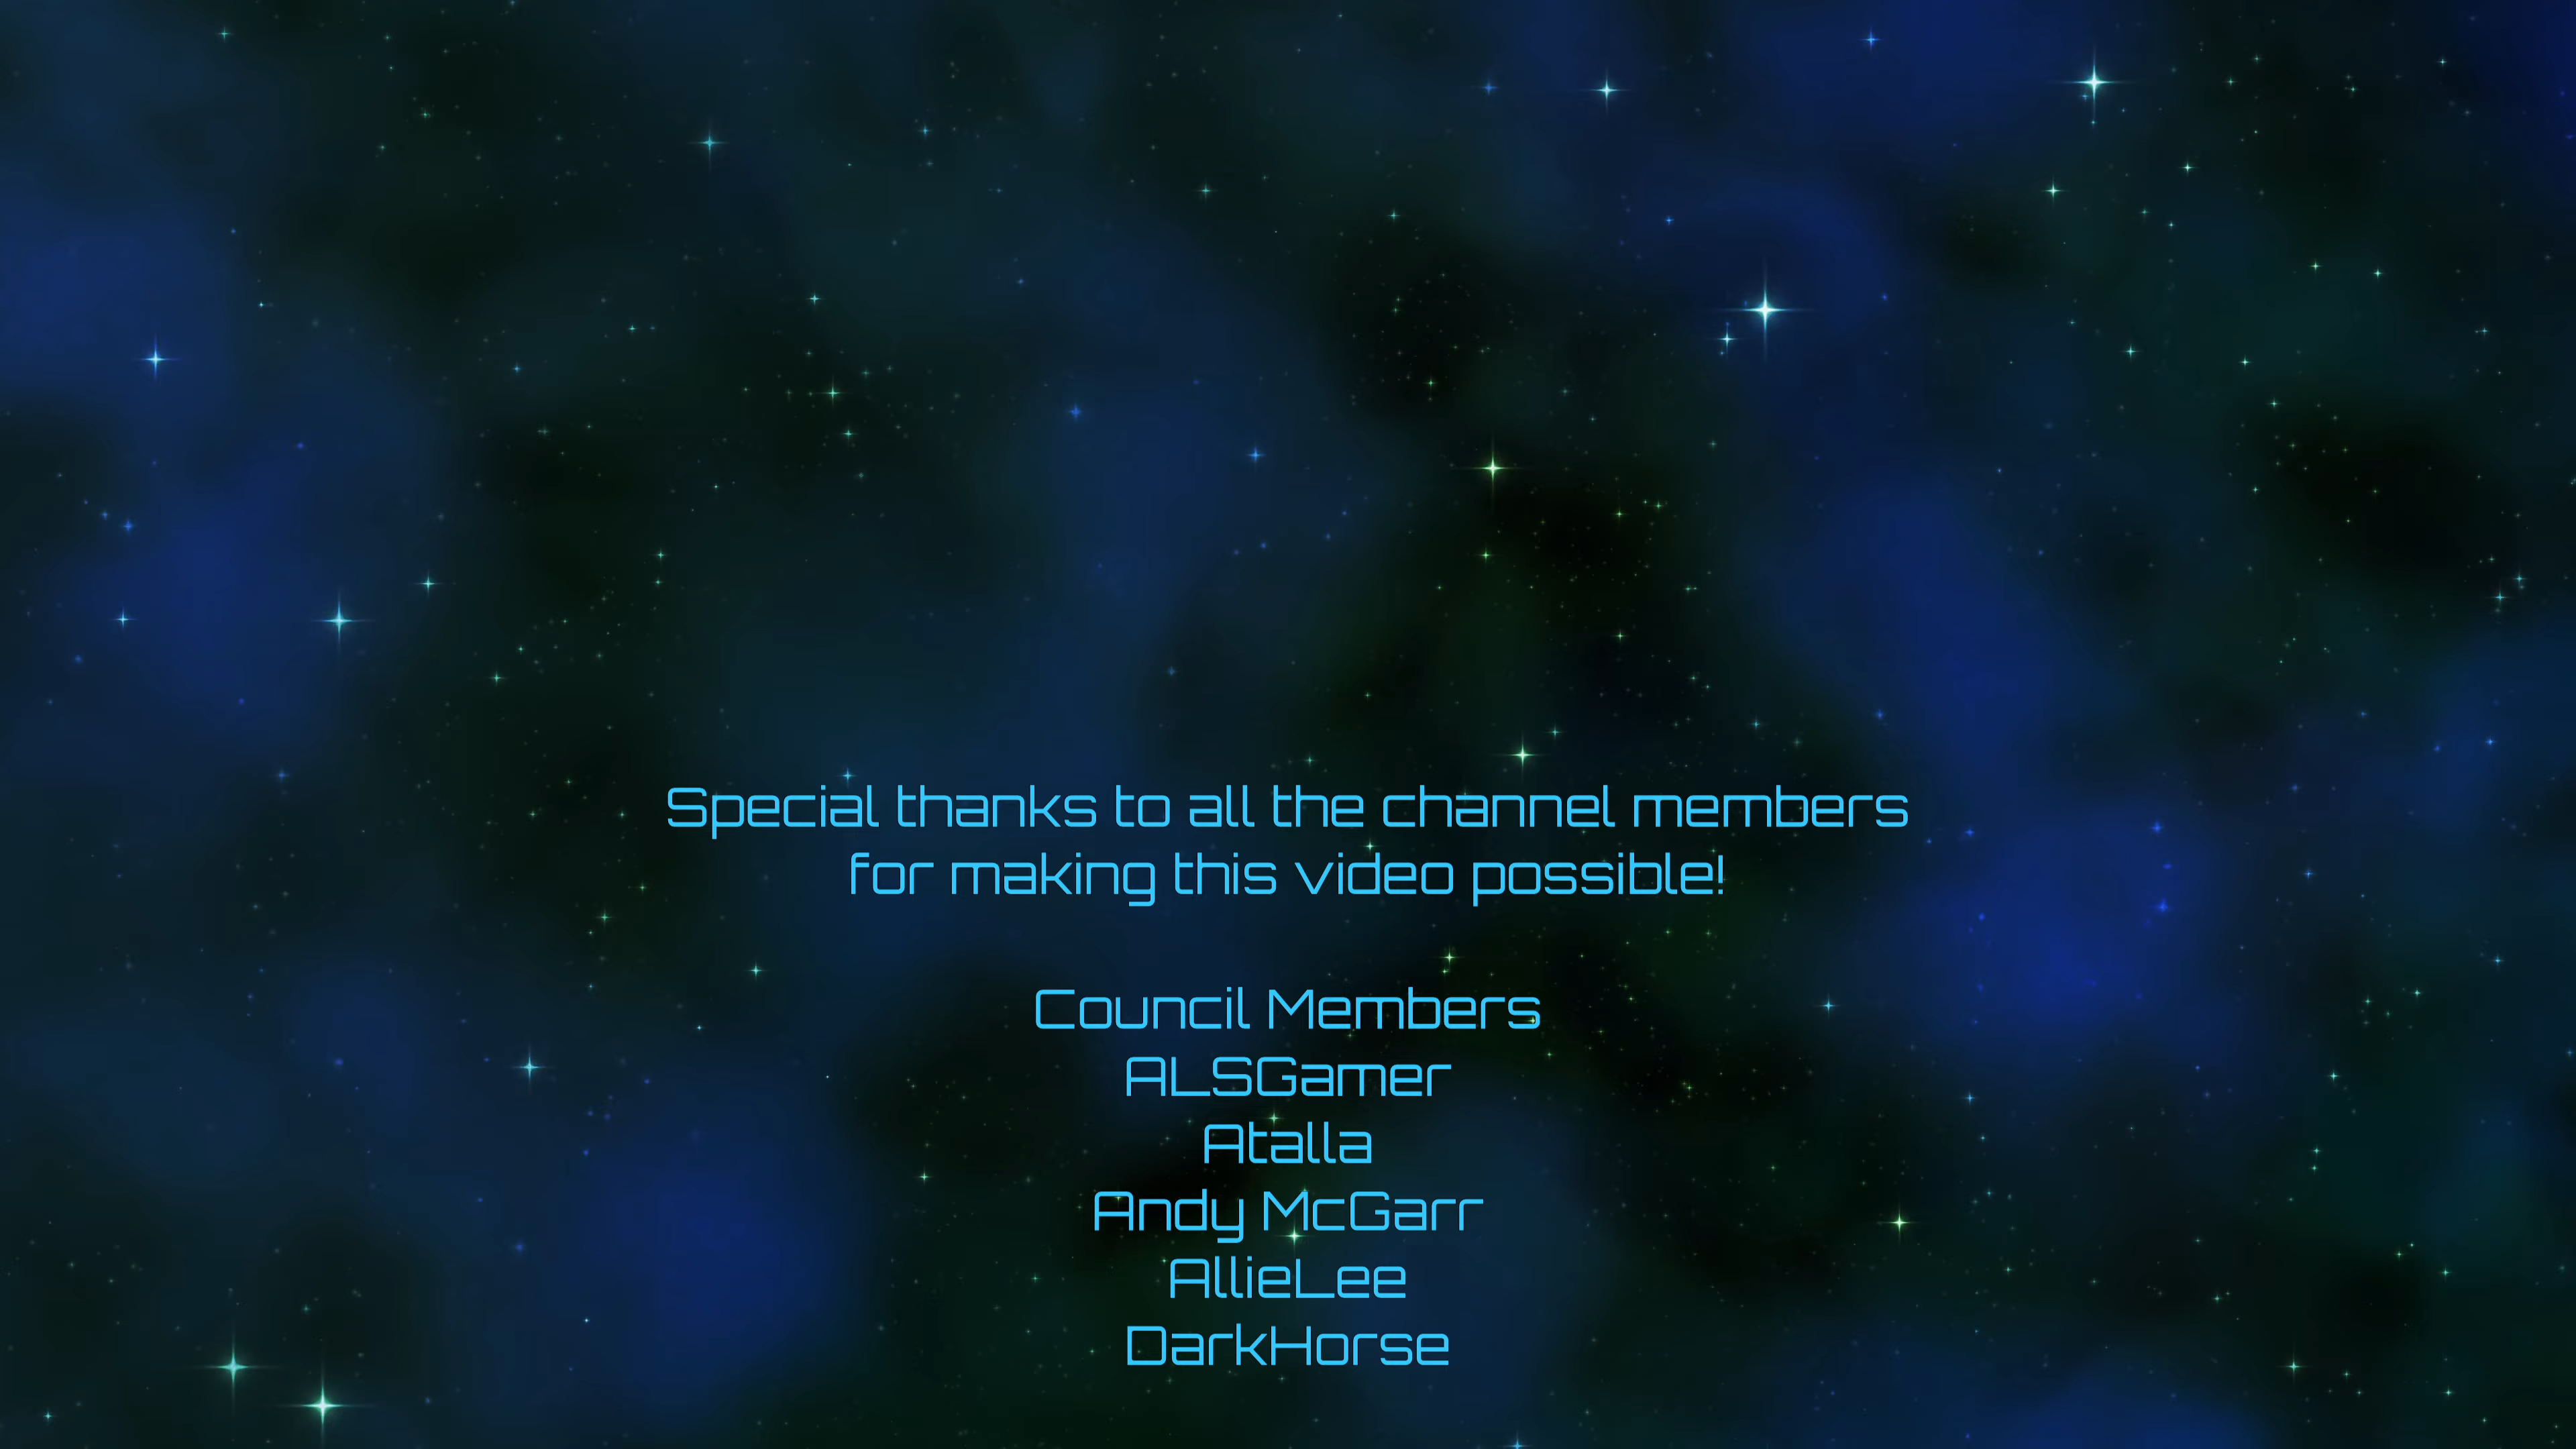 Special thanks to all the channel members
for making this video possible!
Council Members
ALSGamer
Atalla
Andy McGarr
AllieLee
DarkHorse